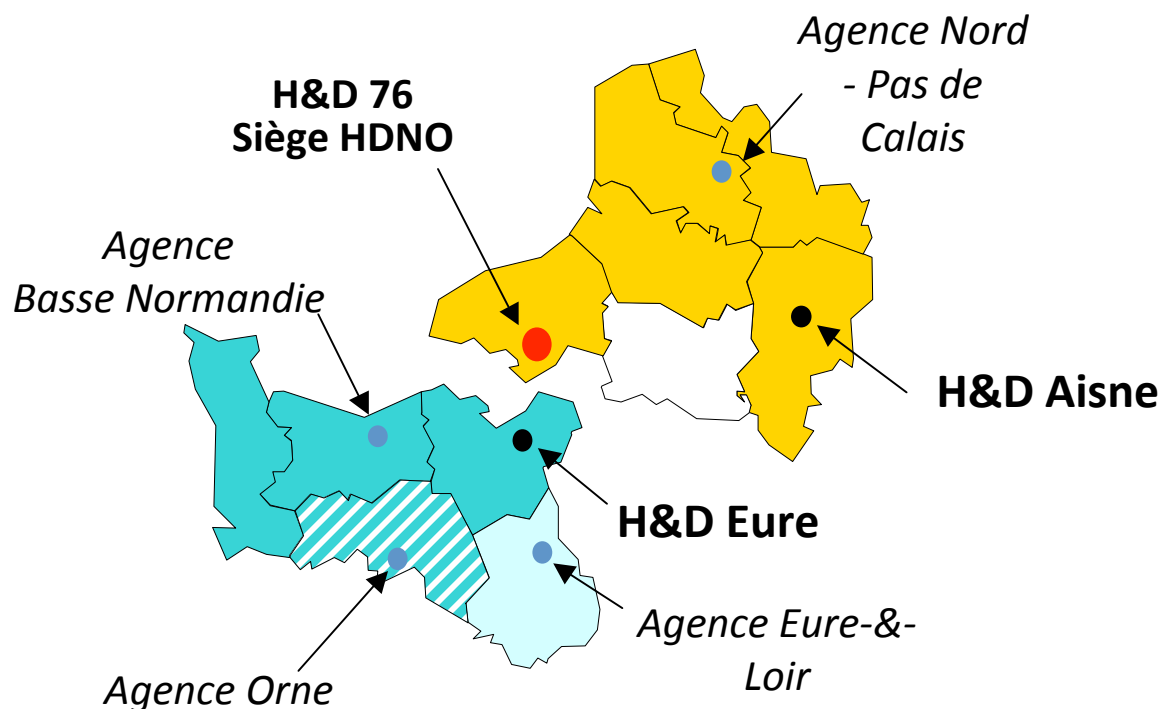 Agence Nord
- Pas de
Calais
H&D 76
Siège HDNO
Agence
Basse Normandie
H&D Aisne
H&D Eure
Agence Eure-&-
Loir
Agence Orne